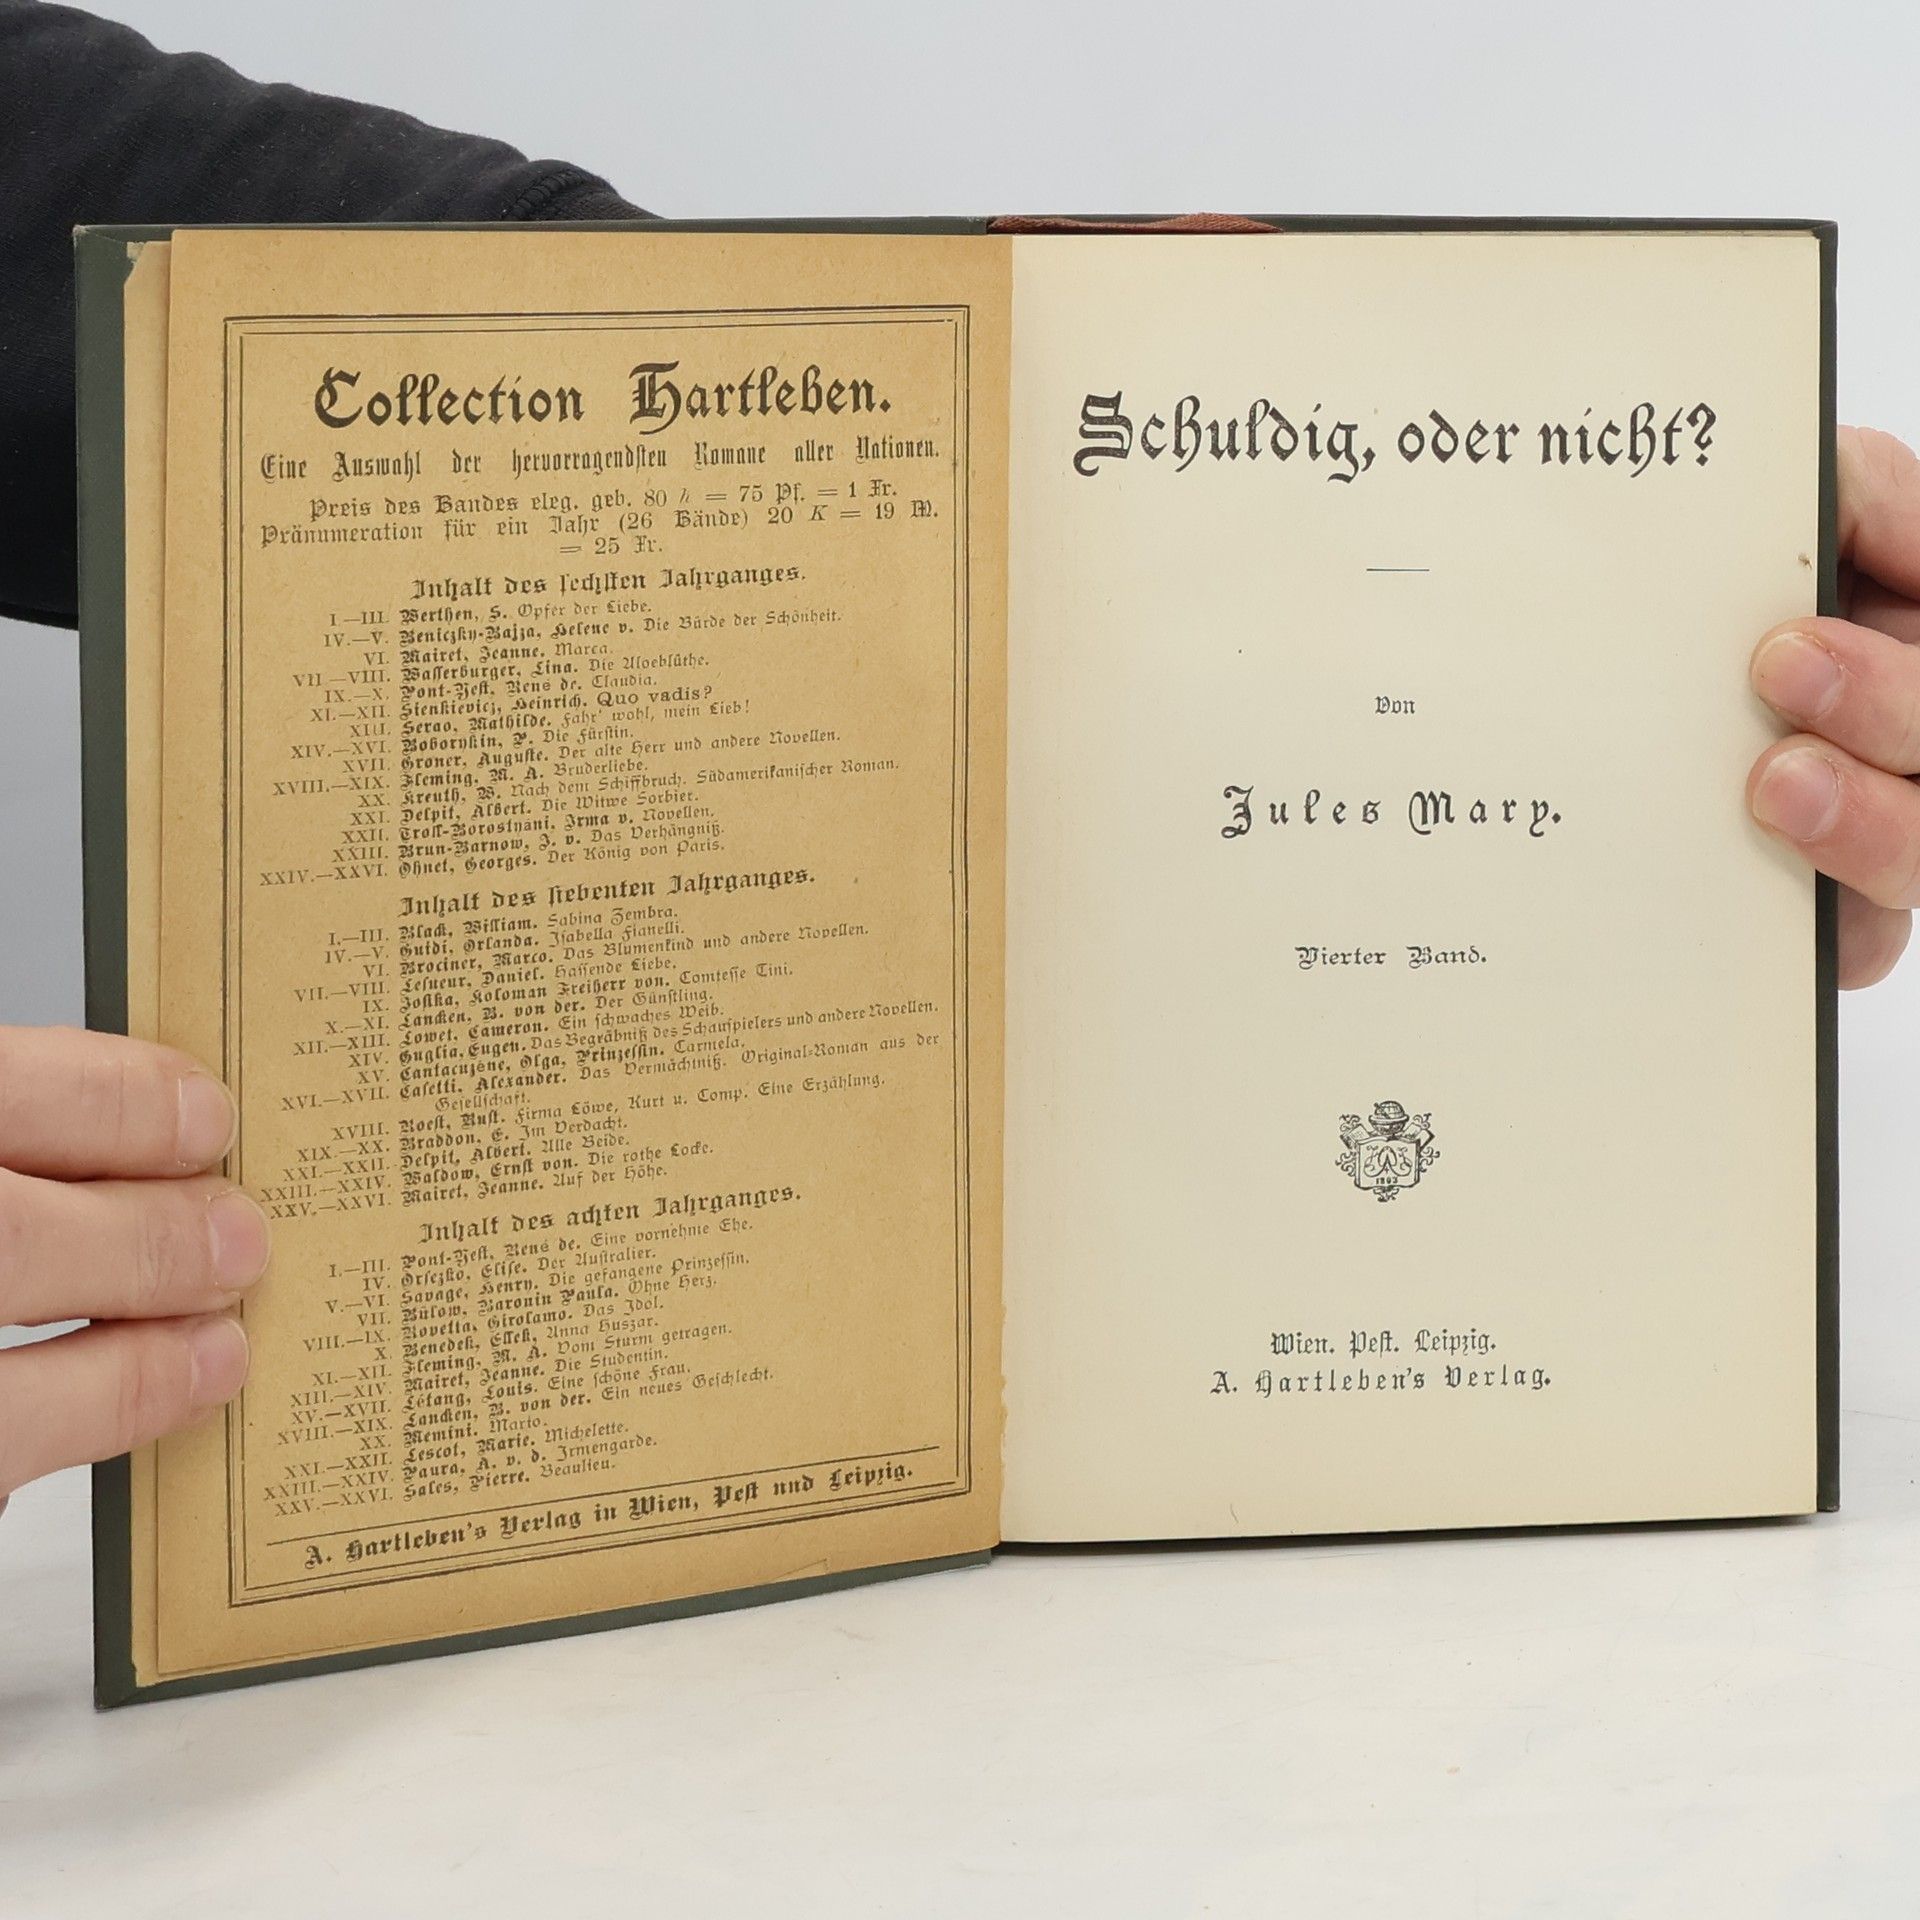 Collection Hartleben.
Eine Auswahl der hervorragendsten Romane aller Nationen.
Preis des Bandes eleg. geb. 80 h = 75 Pf. = 1 Fr.
Pränumeration für ein Jahr (26 Bände) 20 K = 19 M.
= 25 Fr.
Inhalt des sechsten Jahrganges.
I.—III. Werthen, S. Opfer der Liebe.
IV.—V. Beniczky-Bajza, Helene v. Die Bürde der Schönheit.
VI. Mairet, Jeanne. Marca.
VII.—VIII. Wasserburger, Lina. Die Aloeblüthe.
IX.—X. Pont-Jest, René de. Claudia.
XI.—XII. Sienkievicz, Heinrich. Quo vadis?
XIII. Serao, Mathilde. Fahr' wohl, mein Lieb!
XIV.—XVI. Boborykin, P. Die Fürstin.
XVII. Groner, Auguste. Der alte Herr und andere Novellen.
XVIII.—XIX. Fleming, M. A. Bruderliebe.
XX. Kreuth, W. Nach dem Schiffbruch. Südamerikanischer Roman.
XXI. Delpit, Albert. Die Witwe Sorbier.
XXII. Troll-Borostyáni, Irma v. Novellen.
XXIII. Brun-Barnow, J. v. Das Verhängniß.
XXIV.—XXVI. Ohnet, Georges. Der König von Paris.
Inhalt des siebenten Jahrganges.
I.—III. Black, William. Sabina Zembra.
IV.—V. Guidi, Orlanda. Isabella Fianelli.
VI. Brociner, Marco. Das Blumenkind und andere Novellen.
VII.—VIII. Lesueur, Daniel. Hassende Liebe.
IX. Josika, Koloman Freiherr von. Comtesse Tini.
X.—XI. Lancken, B. von der. Der Günstling.
XII.—XIII. Lowet, Cameron. Ein schwaches Weib.
XIV. Guglia, Eugen. Das Begräbniß des Schauspielers und andere Novellen.
XV. Cantacuzène, Olga, Prinzessin. Carmela.
XVI.—XVII. Casetti, Alexander. Das Vermächtniß. Original-Roman aus der
Gesellschaft.
XVIII. Roest, Rust. Firma Löwe, Kurt u. Comp. Eine Erzählung.
XIX.—XX. Braddon, E. Im Verdacht.
XXI.—XXII. Delpit, Albert. Alle Beide.
XXIII.—XXIV. Waldow, Ernst von. Die rothe Locke.
XXV.—XXVI. Mairet, Jeanne. Auf der Höhe.
Inhalt des achten Jahrganges.
I.—III. Pont-Jest, René de. Eine vornehme Ehe.
IV. Orseszko, Elise. Der Australier.
V.—VI. Savage, Henry. Die gefangene Prinzessin.
VII. Bülow, Baronin Paula. Ohne Herz.
VIII.—IX. Rovetta, Girolamo. Das Idol.
X. Benedek, Elek. Anna Huszar.
XI.—XII. Fleming, M. A. Vom Sturm getragen.
XIII.—XIV. Mairet, Jeanne. Die Studentin.
XV.—XVII. Létang, Louis. Eine schöne Frau.
XVIII.—XIX. Lancken, B. von der. Ein neues Geschlecht.
XX. Memini. Mario.
XXI.—XXII. Lescot, Marie. Michelette.
XXIII.—XXIV. Paura, A. v. d. Irmengarde.
XXV.—XXVI. Sales, Pierre. Beaulieu.
A. Hartleben's Verlag in Wien, Pest und Leipzig.
Schuldig, oder nicht?
Von
Jules Mary.
Vierter Band.
1803
Wien. Pest. Leipzig.
A. Hartleben's Verlag.